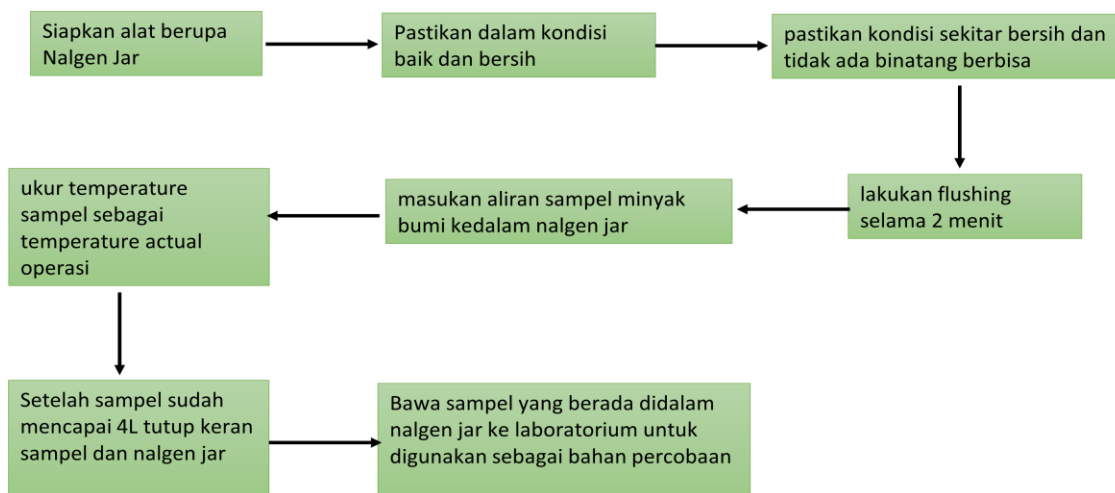 Siapkan alat berupa
Nalgen Jar
Pastikan dalam kondisi
baik dan bersih
pastikan kondisi sekitar bersih dan
tidak ada binatang berbisa
lakukan flushing
selama 2 menit
masukan aliran sampel minyak
bumi kedalam nalgen jar
ukur temperature
sampel sebagai
temperature actual
operasi
Setelah sampel sudah
mencapai 4L tutup keran
sampel dan nalgen jar
Bawa sampel yang berada didalam
nalgen jar ke laboratorium untuk
digunakan sebagai bahan percobaan